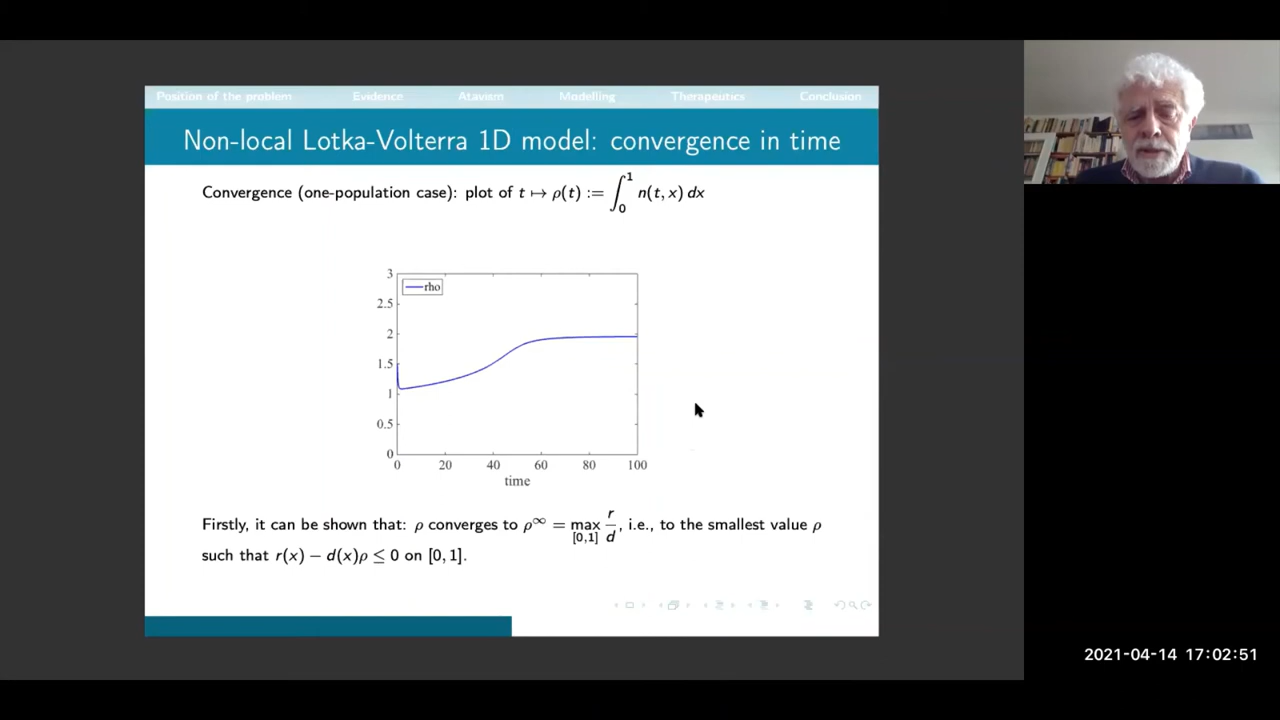 Position of the problem Evidence Atavism Modelling Therapeutics Conclusion
Non-local Lotka-Volterra 1D model: convergence in time
Convergence (one-population case): plot of t ↦ ρ(t) := ∫₀¹ n(t, x) dx
rho
3
2.5
2
1.5
1
0.5
0
0 20 40 60 80 100
time
Firstly, it can be shown that: ρ converges to ρ^∞ = max_[0,1] r/d, i.e., to the smallest value ρ
such that r(x) − d(x)ρ ≤ 0 on [0, 1].
2021-04-14 17:02:51